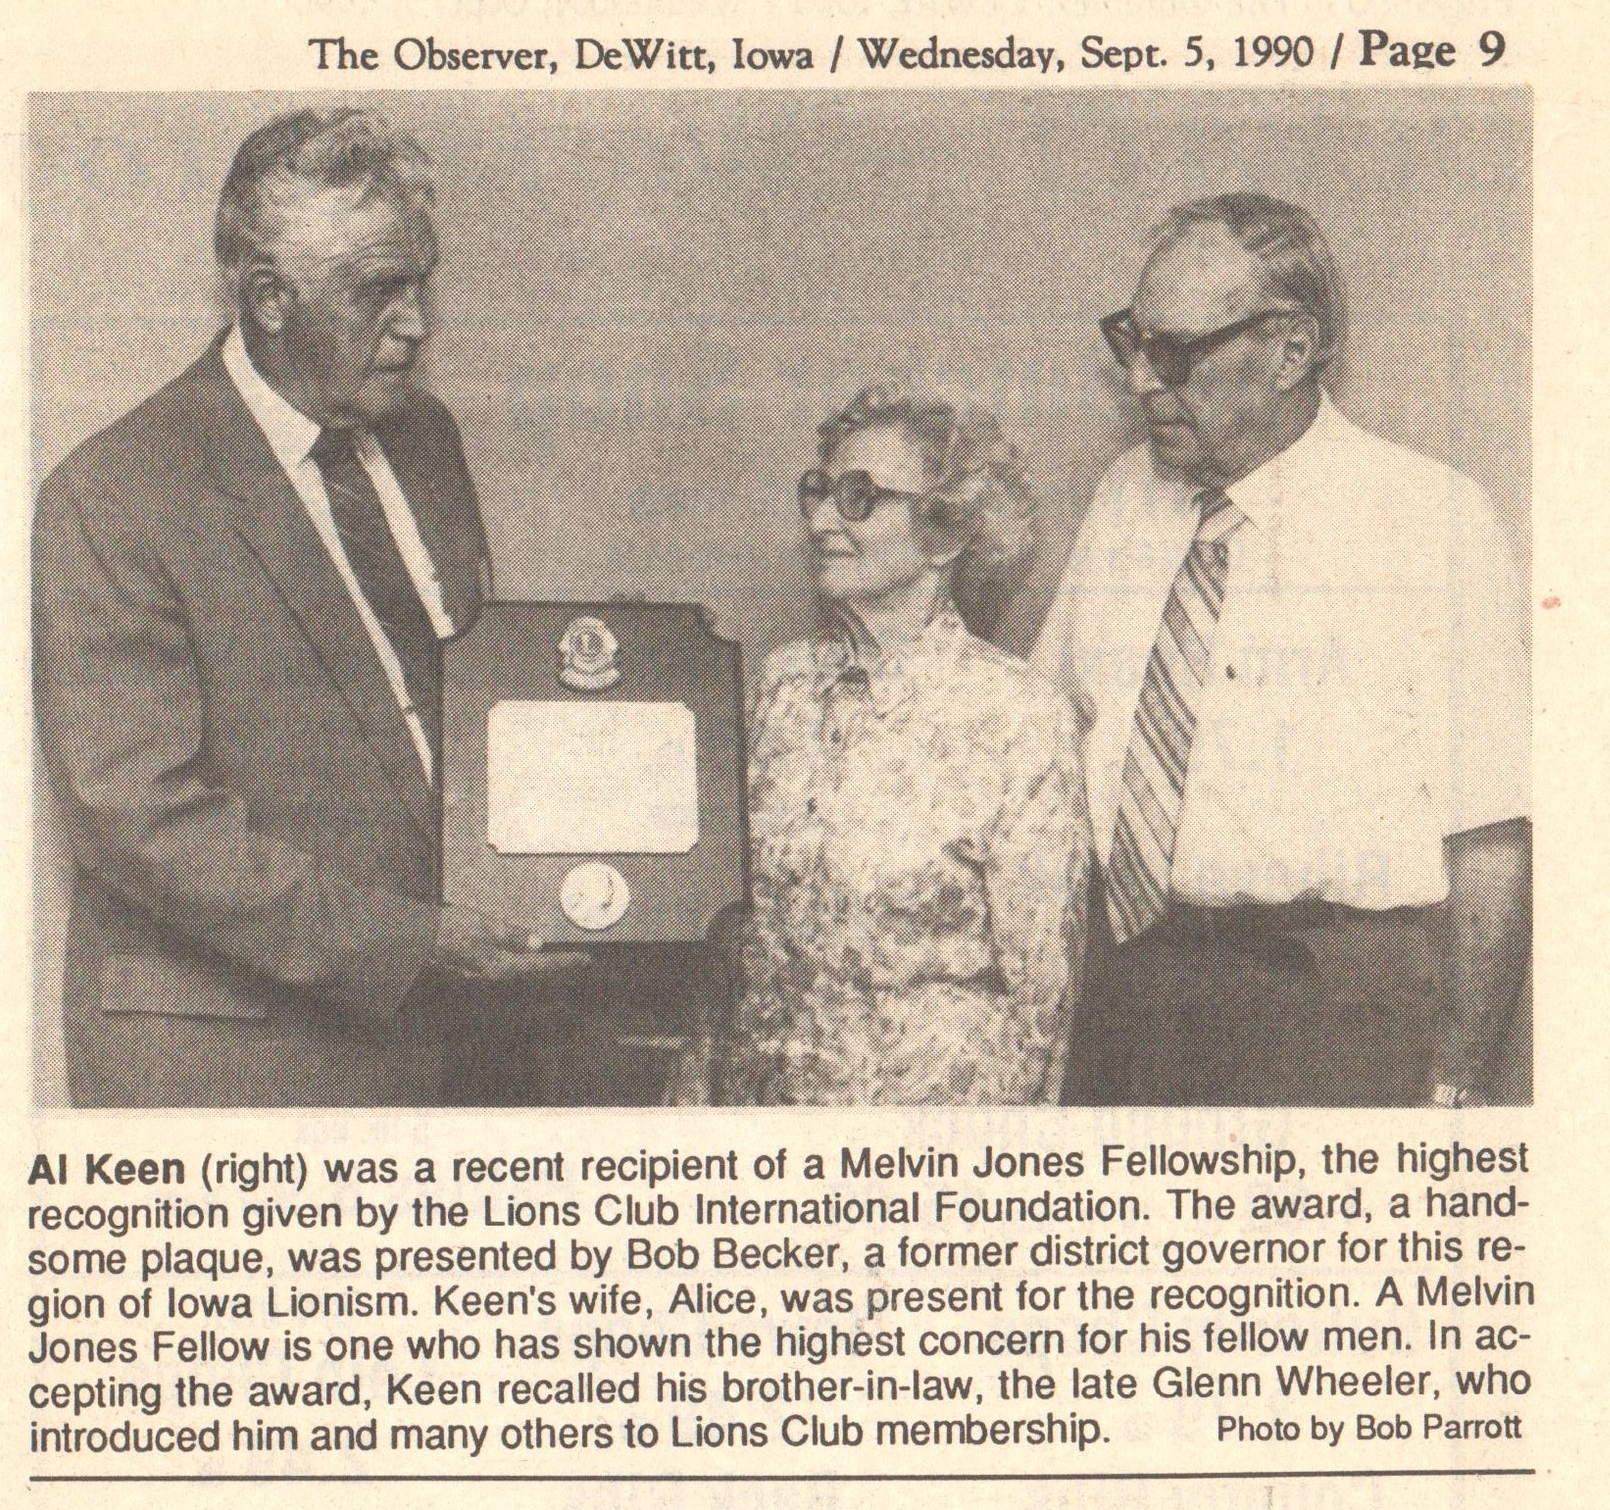 The Observer, DeWitt, Iowa / Wednesday, Sept. 5, 1990 / Page 9
Al Keen (right) was a recent recipient of a Melvin Jones Fellowship, the highest
recognition given by the Lions Club International Foundation. The award, a hand-
some plaque, was presented by Bob Becker, a former district governor for this re-
gion of Iowa Lionism. Keen's wife, Alice, was present for the recognition. A Melvin
Jones Fellow is one who has shown the highest concern for his fellow men. In ac-
cepting the award, Keen recalled his brother-in-law, the late Glenn Wheeler, who
introduced him and many others to Lions Club membership. Photo by Bob Parrott